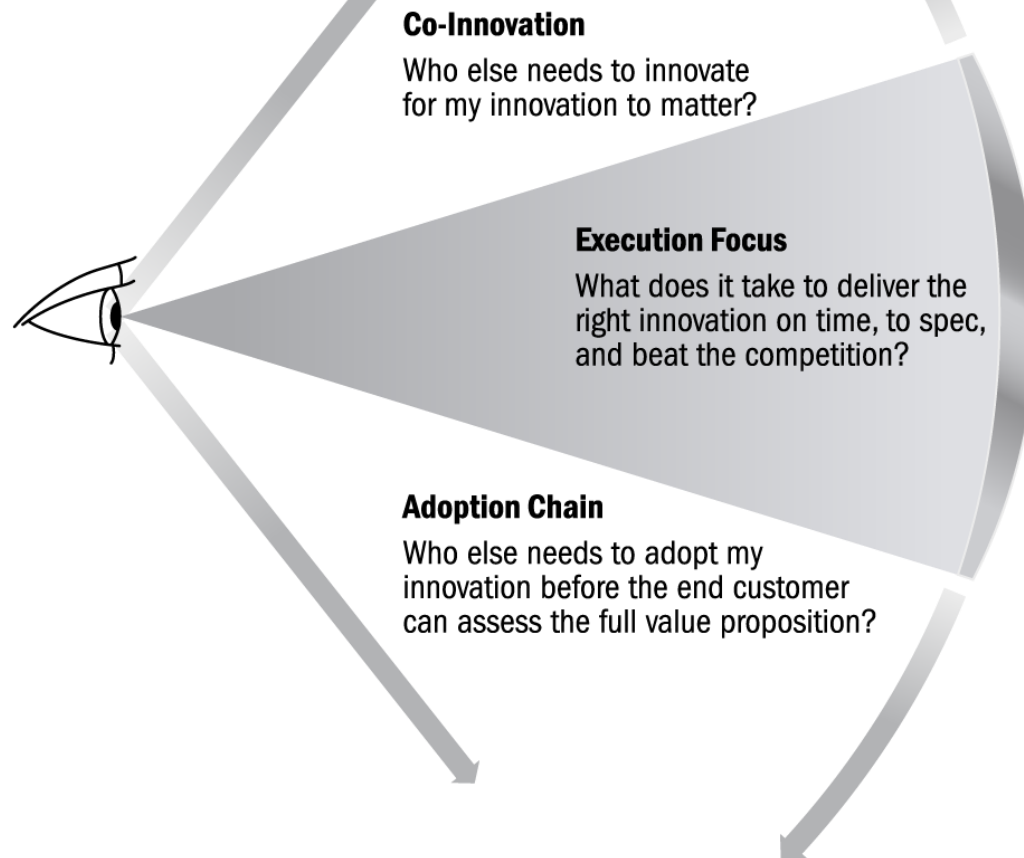 Co-Innovation
Who else needs to innovate
for my innovation to matter?
Execution Focus
What does it take to deliver the
right innovation on time, to spec,
and beat the competition?
Adoption Chain
Who else needs to adopt my
innovation before the end customer
can assess the full value proposition?